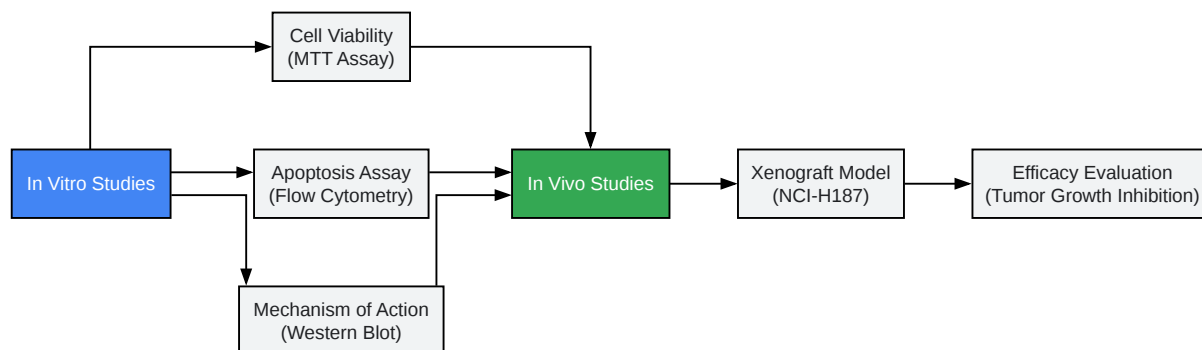 Cell Viability
(MTT Assay)
In Vitro Studies
Apoptosis Assay
(Flow Cytometry)
In Vivo Studies
Xenograft Model
(NCI-H187)
Efficacy Evaluation
(Tumor Growth Inhibition)
Mechanism of Action
(Western Blot)